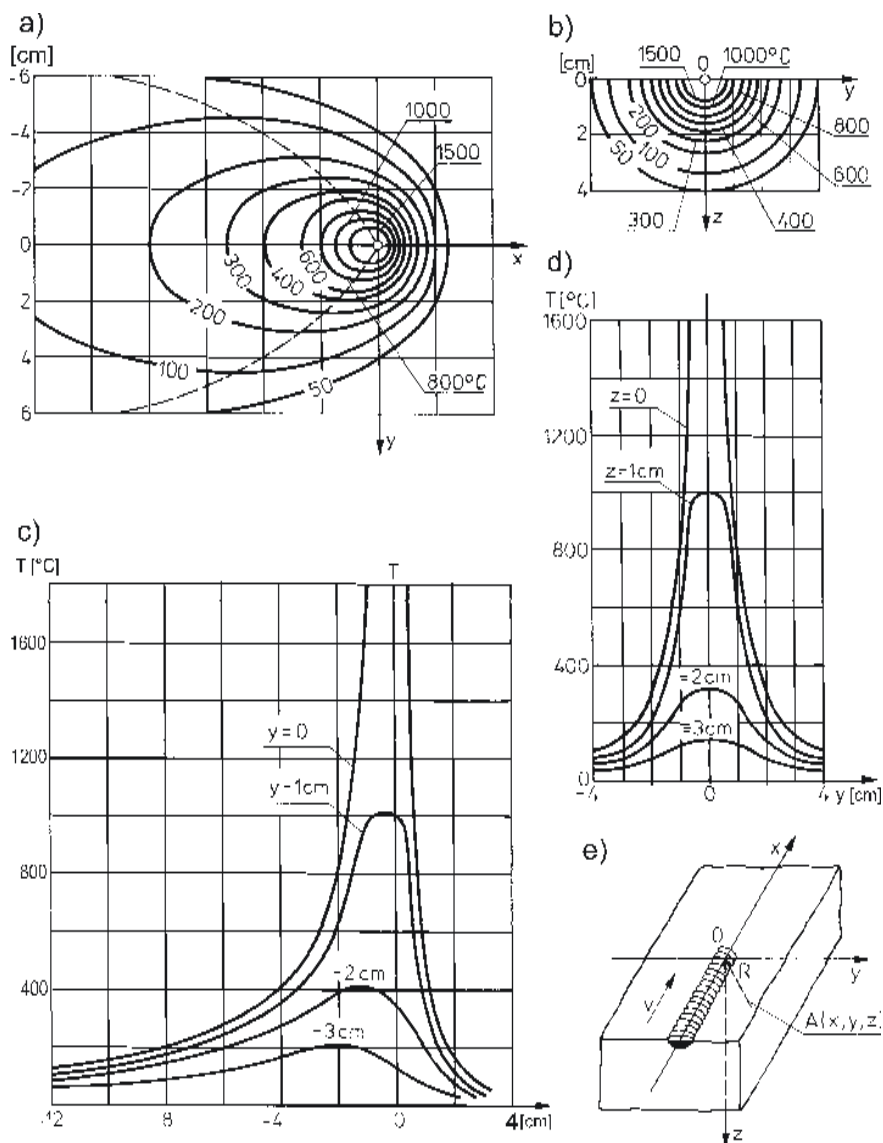 a)
[cm]
-6
-4
-2
0
2
4
6
1000
1500
x
600
300
400
200
100
50
800°C
y
b)
1500
0
1000°C
[cm]
0
y
200
800
50
100
2
600
4
300
z
400
d)
T [°C]
1600
z=0
1200
z=1cm
800
400
=2cm
=3cm
0
-4
0
4 y [cm]
c)
T [°C]
T
1600
y=0
1200
y=1cm
800
400
=2cm
=3cm
-12
8
-4
0
4 [cm]
e)
x
0
R
y
v
A(x,y,z)
z